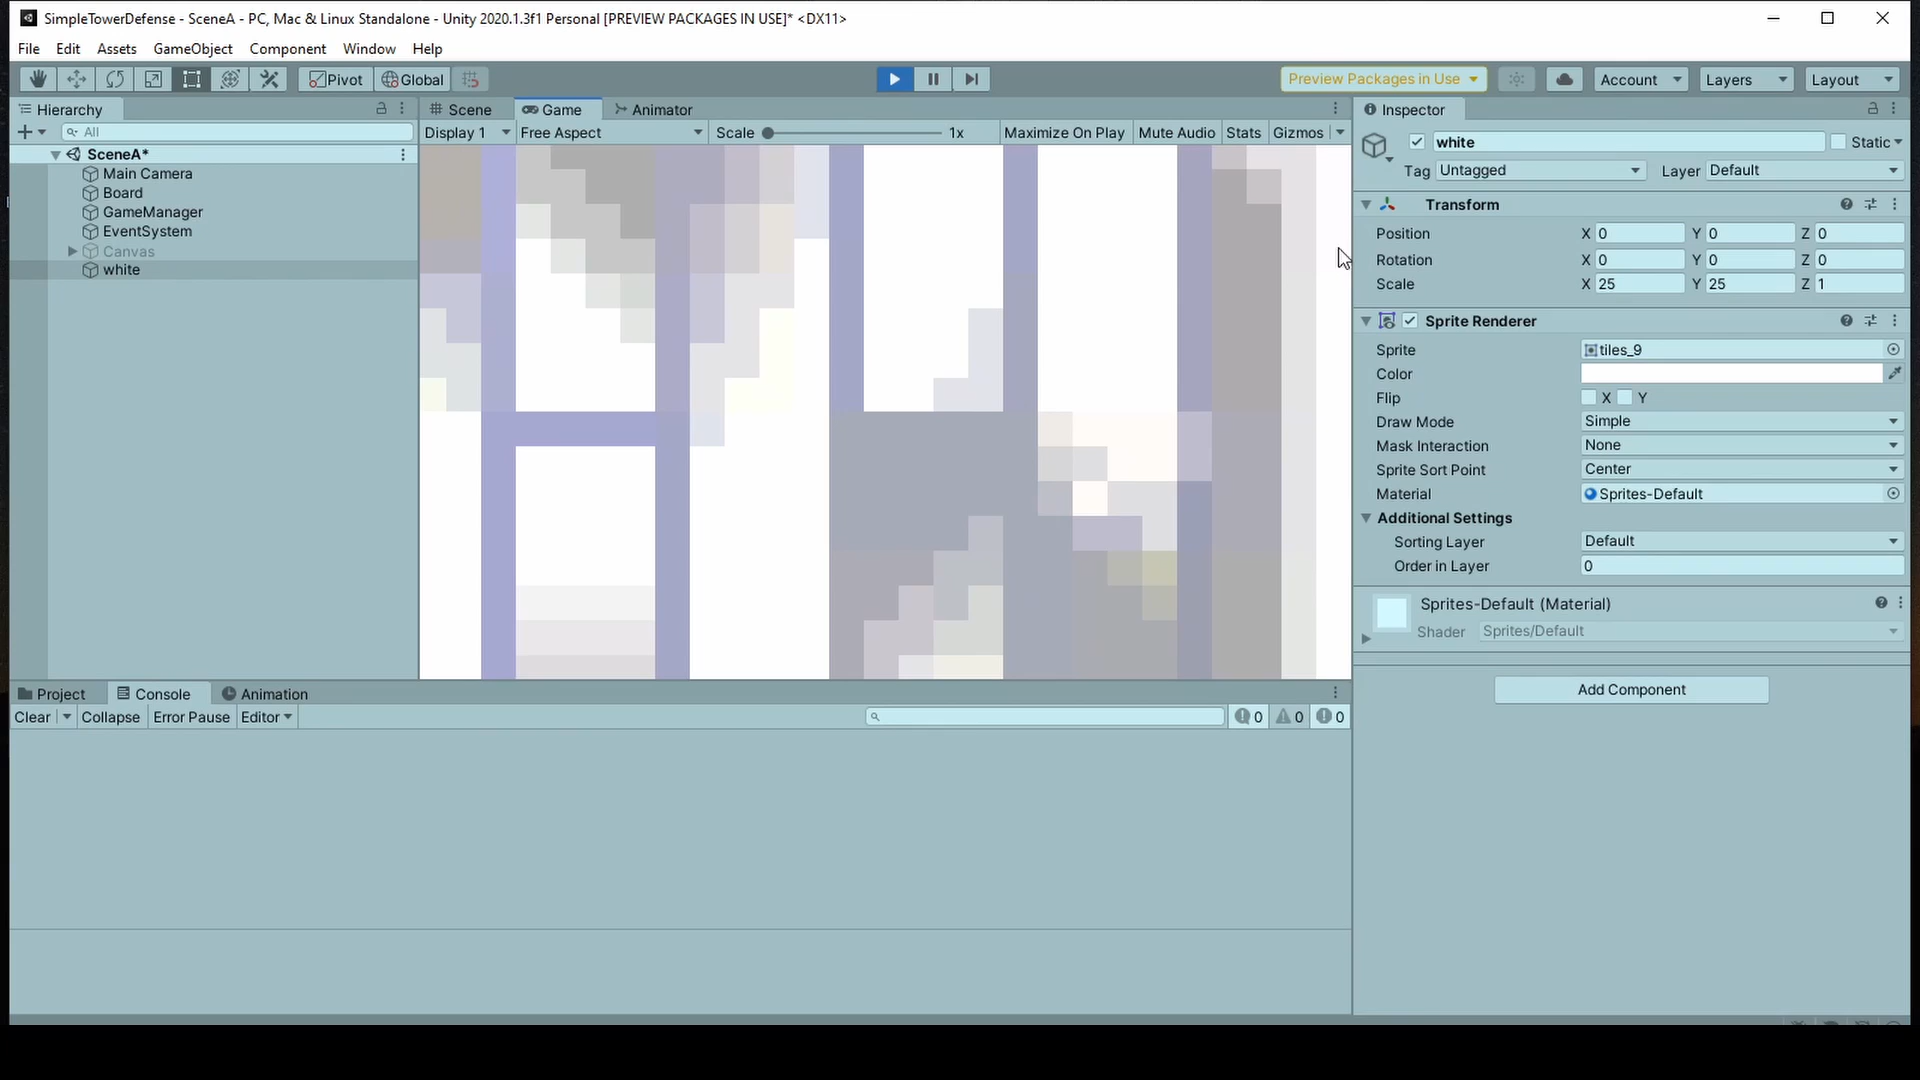 SimpleTowerDefense - SceneA - PC, Mac & Linux Standalone - Unity 2020.1.3f1 Personal [PREVIEW PACKAGES IN USE]* <DX11>
File Edit Assets GameObject Component Window Help
Pivot Global Preview Packages in Use Account Layers Layout
Hierarchy
All
SceneA*
Main Camera
Board
GameManager
EventSystem
Canvas
white
Scene Game Animator
Display 1 Free Aspect Scale 1x Maximize On Play Mute Audio Stats Gizmos
Inspector
white Static
Tag Untagged Layer Default
Transform
Position X 0 Y 0 Z 0
Rotation X 0 Y 0 Z 0
Scale X 25 Y 25 Z 1
Sprite Renderer
Sprite tiles_9
Color
Flip X Y
Draw Mode Simple
Mask Interaction None
Sprite Sort Point Center
Material Sprites-Default
Additional Settings
Sorting Layer Default
Order in Layer 0
Sprites-Default (Material)
Shader Sprites/Default
Add Component
Project Console Animation
Clear Collapse Error Pause Editor 0 0 0